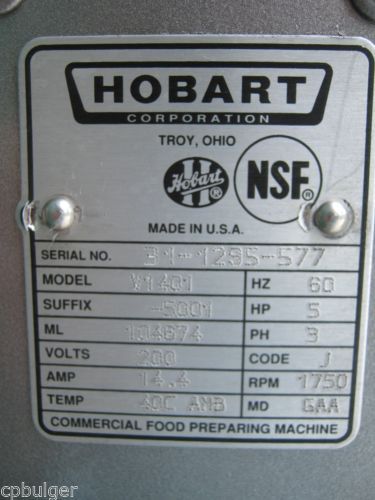 HOBART
CORPORATION
TROY, OHIO
Hobart
H
®
NSF®
MADE IN U.S.A.
SERIAL NO. 31-1285-577
MODEL V1401 HZ 60
SUFFIX -5001 HP 5
ML 104874 PH 3
VOLTS 200 CODE J
AMP 14.4 RPM 1750
TEMP 40C AMB MD GAA
COMMERCIAL FOOD PREPARING MACHINE
cpbulger